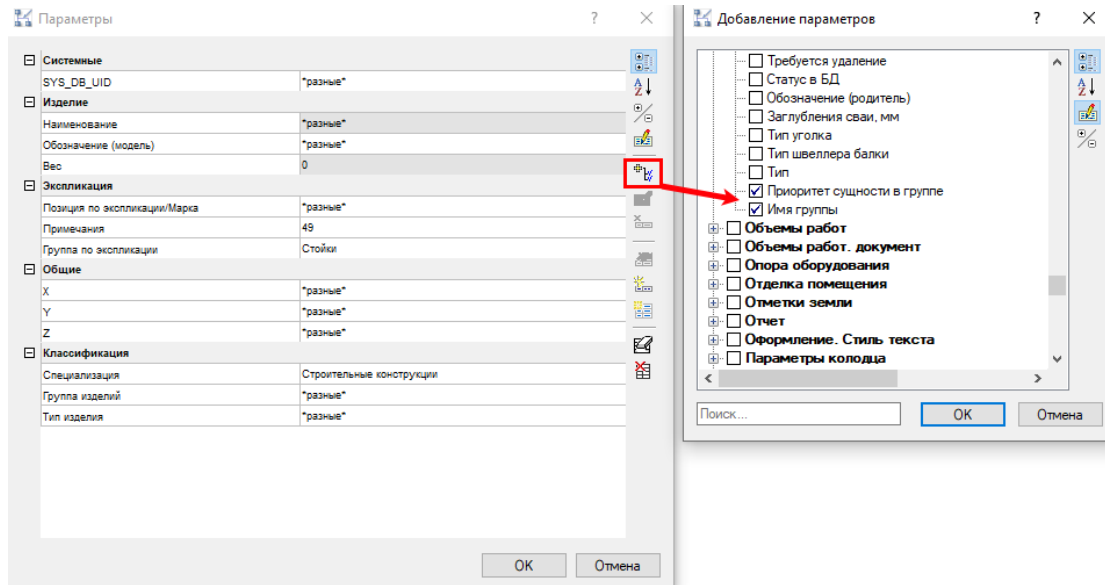 Параметры
?
Системные
SYS_DB_UID *разные*
Изделие
Наименование *разные*
Обозначение (модель) *разные*
Вес 0
Экспликация
Позиция по экспликации/Марка *разные*
Примечания 49
Группа по экспликации Стойки
Общие
X *разные*
Y *разные*
Z *разные*
Классификация
Специализация Строительные конструкции
Группа изделий *разные*
Тип изделия *разные*
OK Отмена
Добавление параметров
?
Требуется удаление
Статус в БД
Обозначение (родитель)
Заглубления сваи, мм
Тип уголка
Тип швеллера балки
Тип
Приоритет сущности в группе
Имя группы
Объемы работ
Объемы работ. документ
Опора оборудования
Отделка помещения
Отметки земли
Отчет
Оформление. Стиль текста
Параметры колодца
Поиск...
OK Отмена